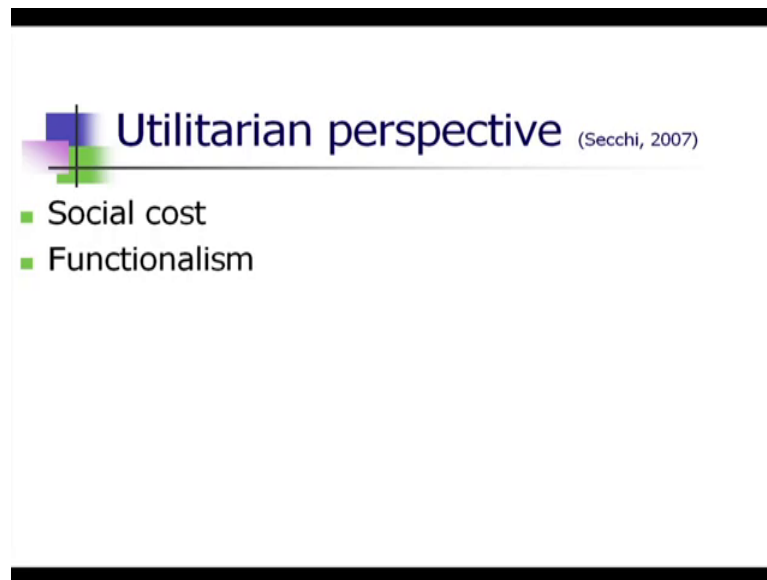 Utilitarian perspective (Secchi, 2007)
Social cost
Functionalism